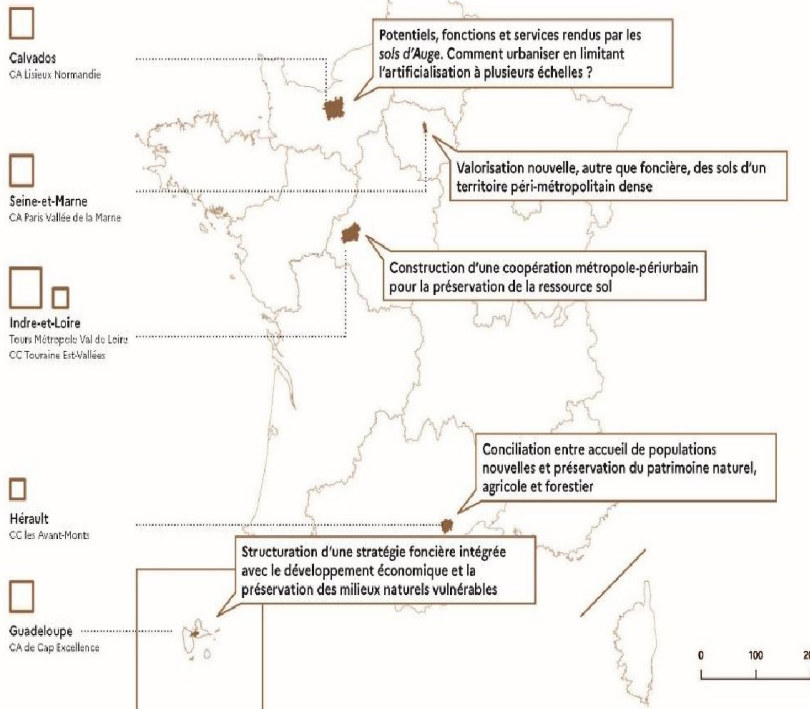 Calvados
CA Lisieux Normandie
Potentiels, fonctions et services rendus par les
sols d'Auge. Comment urbaniser en limitant
l'artificialisation à plusieurs échelles ?
Seine-et-Marne
CA Paris Vallée de la Marne
Valorisation nouvelle, autre que foncière, des sols d'un
territoire péri-métropolitain dense
Indre-et-Loire
Tours Métropole Val de Loire
CC Touraine Est-Vallées
Construction d'une coopération métropole-périurbain
pour la préservation de la ressource sol
Hérault
CC les Avant-Monts
Conciliation entre accueil de populations
nouvelles et préservation du patrimoine naturel,
agricole et forestier
Guadeloupe
CA de Cap Excellence
Structuration d'une stratégie foncière intégrée
avec le développement économique et la
préservation des milieux naturels vulnérables
0 100